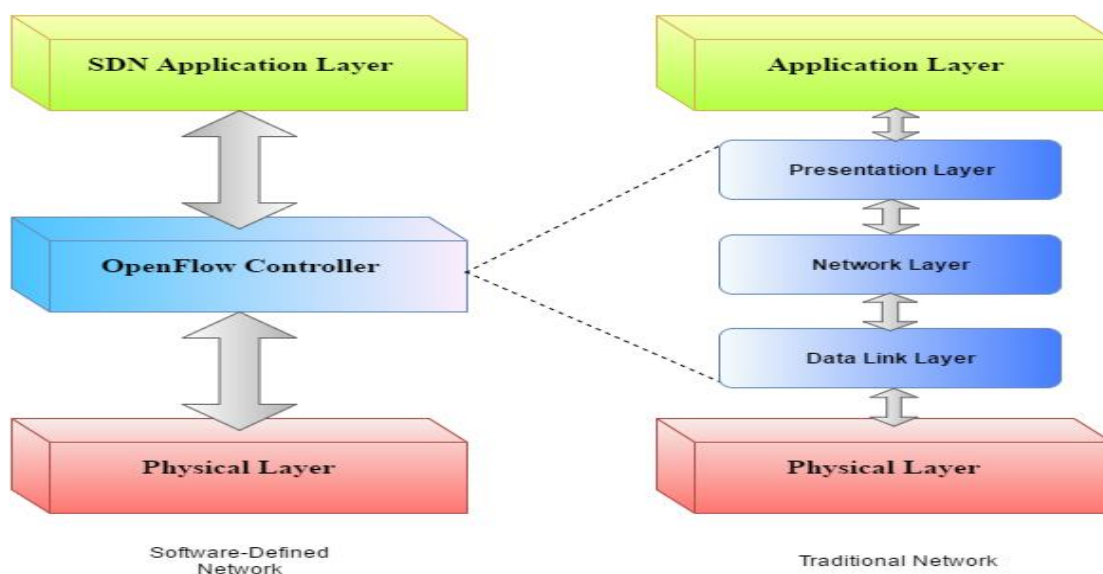 SDN Application Layer
OpenFlow Controller
Physical Layer
Software-Defined
Network
Application Layer
Presentation Layer
Network Layer
Data Link Layer
Physical Layer
Traditional Network